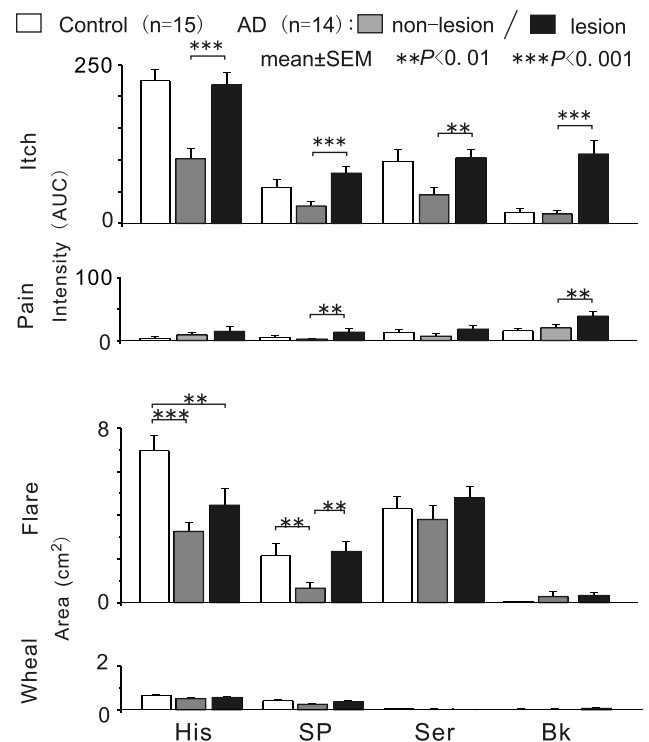 Control (n=15) AD (n=14): non-lesion / lesion
mean±SEM **P<0.01 ***P<0.001
Itch
Pain
Intensity (AUC)
250
0
100
0
*** *** ** ***
** **
Flare
Wheal
Area (cm²)
8
0
2
0
**
***
** **
His SP Ser Bk